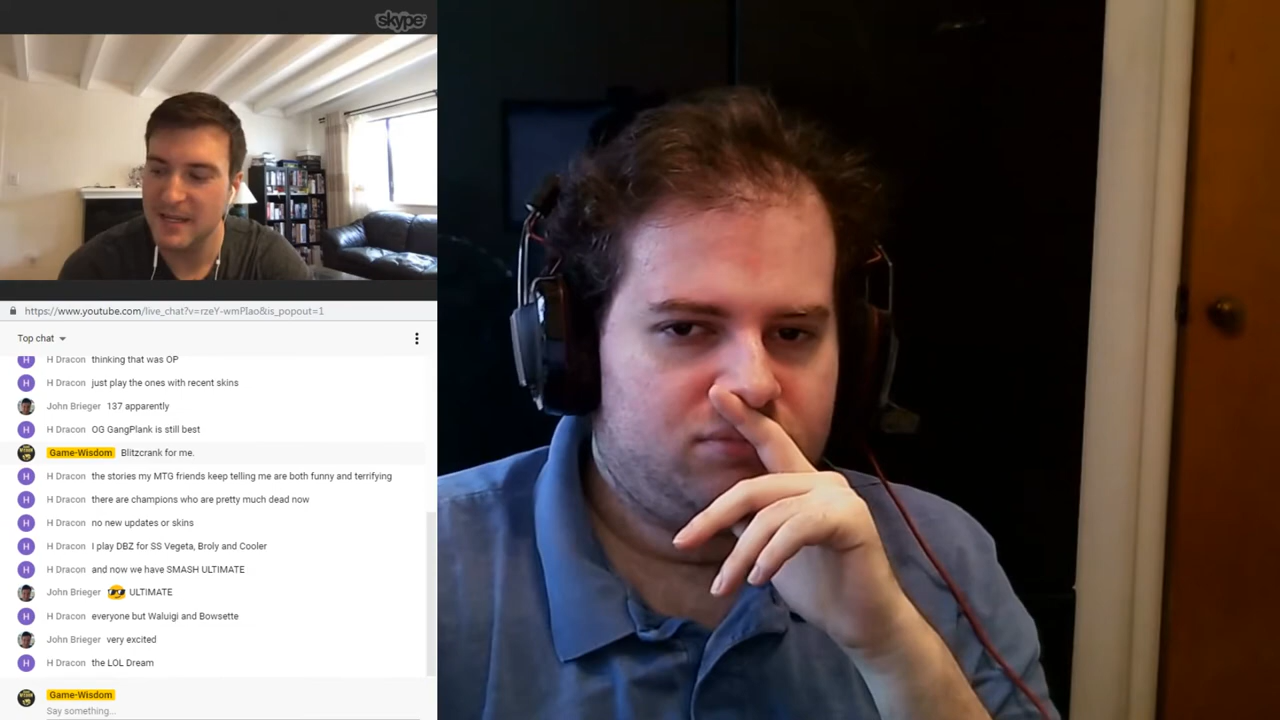 skype
https://www.youtube.com/live_chat?v=rzeY-wmPIao&is_popout=1
Top chat
H H Dracon thinking that was OP
H H Dracon just play the ones with recent skins
John Brieger 137 apparently
H H Dracon OG GangPlank is still best
Game-Wisdom Blitzcrank for me.
H H Dracon the stories my MTG friends keep telling me are both funny and terrifying
H H Dracon there are champions who are pretty much dead now
H H Dracon no new updates or skins
H H Dracon I play DBZ for SS Vegeta, Broly and Cooler
H H Dracon and now we have SMASH ULTIMATE
John Brieger ULTIMATE
H H Dracon everyone but Waluigi and Bowsette
John Brieger very excited
H H Dracon the LOL Dream
Game-Wisdom
Say something...